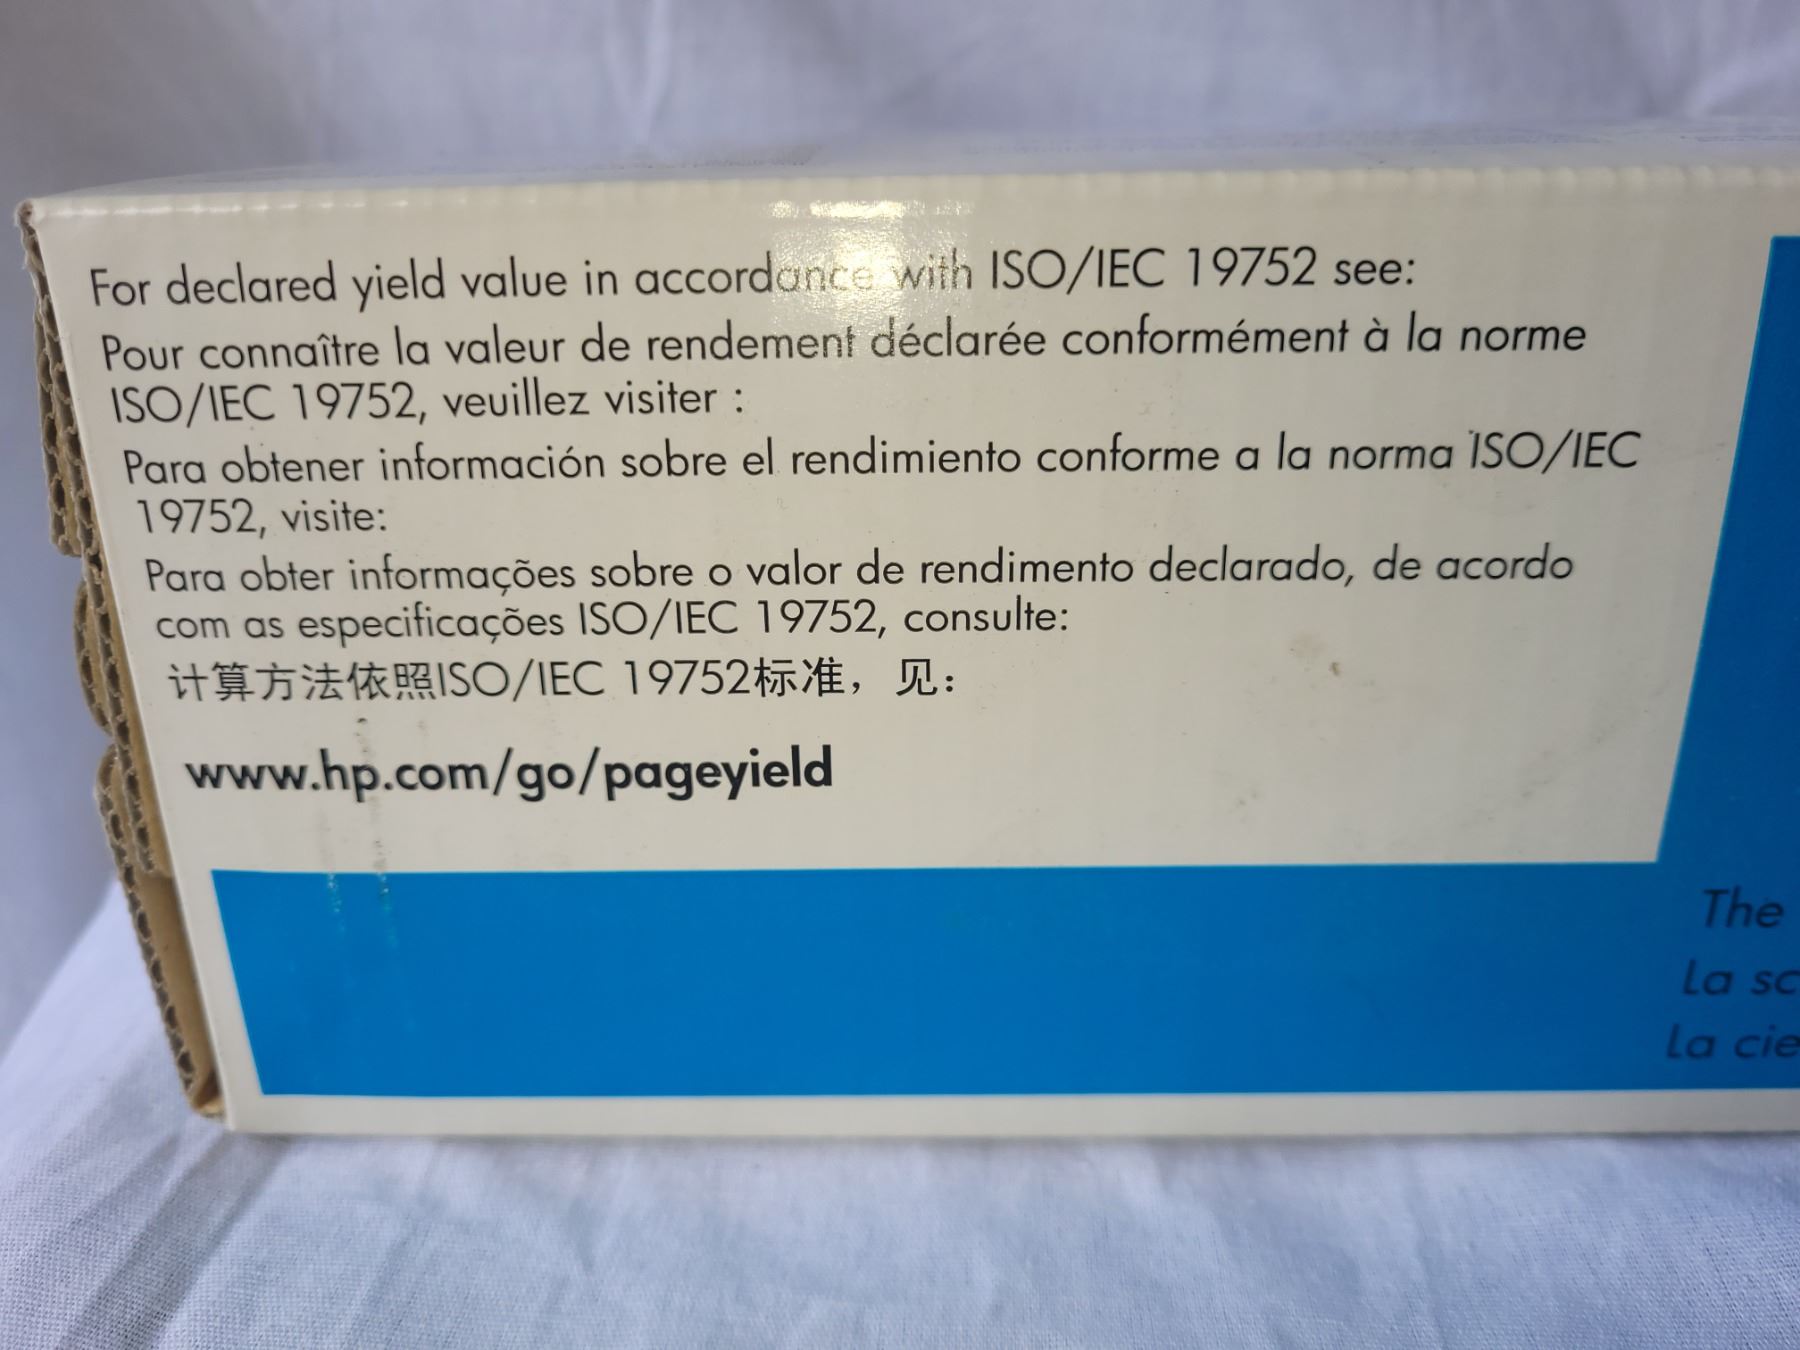 For declared yield value in accordance with ISO/IEC 19752 see:
Pour connaître la valeur de rendement déclarée conformément à la norme
ISO/IEC 19752, veuillez visiter :
Para obtener información sobre el rendimiento conforme a la norma ISO/IEC
19752, visite:
Para obter informações sobre o valor de rendimento declarado, de acordo
com as especificações ISO/IEC 19752, consulte:
计算方法依照ISO/IEC 19752标准，见：
www.hp.com/go/pageyield
The
La
La